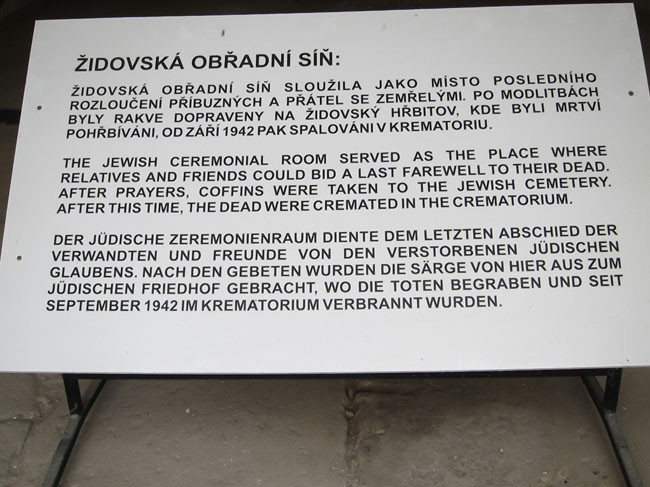 ŽIDOVSKÁ OBŘADNÍ SÍŇ:
ŽIDOVSKÁ OBŘADNÍ SÍŇ SLOUŽILA JAKO MÍSTO POSLEDNÍHO
ROZLOUČENÍ PŘÍBUZNÝCH A PŘÁTEL SE ZEMŘELÝMI. PO MODLITBÁCH
BYLY RAKVE DOPRAVENY NA ŽIDOVSKÝ HŘBITOV, KDE BYLI MRTVÍ
POHŘBÍVÁNI, OD ZÁŘÍ 1942 PAK SPALOVÁNI V KREMATORIU.
THE JEWISH CEREMONIAL ROOM SERVED AS THE PLACE WHERE
RELATIVES AND FRIENDS COULD BID A LAST FAREWELL TO THEIR DEAD.
AFTER PRAYERS, COFFINS WERE TAKEN TO THE JEWISH CEMETERY.
AFTER THIS TIME, THE DEAD WERE CREMATED IN THE CREMATORIUM.
DER JÜDISCHE ZEREMONIENRAUM DIENTE DEM LETZTEN ABSCHIED DER
VERWANDTEN UND FREUNDE VON DEN VERSTORBENEN JÜDISCHEN
GLAUBENS. NACH DEN GEBETEN WURDEN DIE SÄRGE VON HIER AUS ZUM
JÜDISCHEN FRIEDHOF GEBRACHT, WO DIE TOTEN BEGRABEN UND SEIT
SEPTEMBER 1942 IM KREMATORIUM VERBRANNT WURDEN.